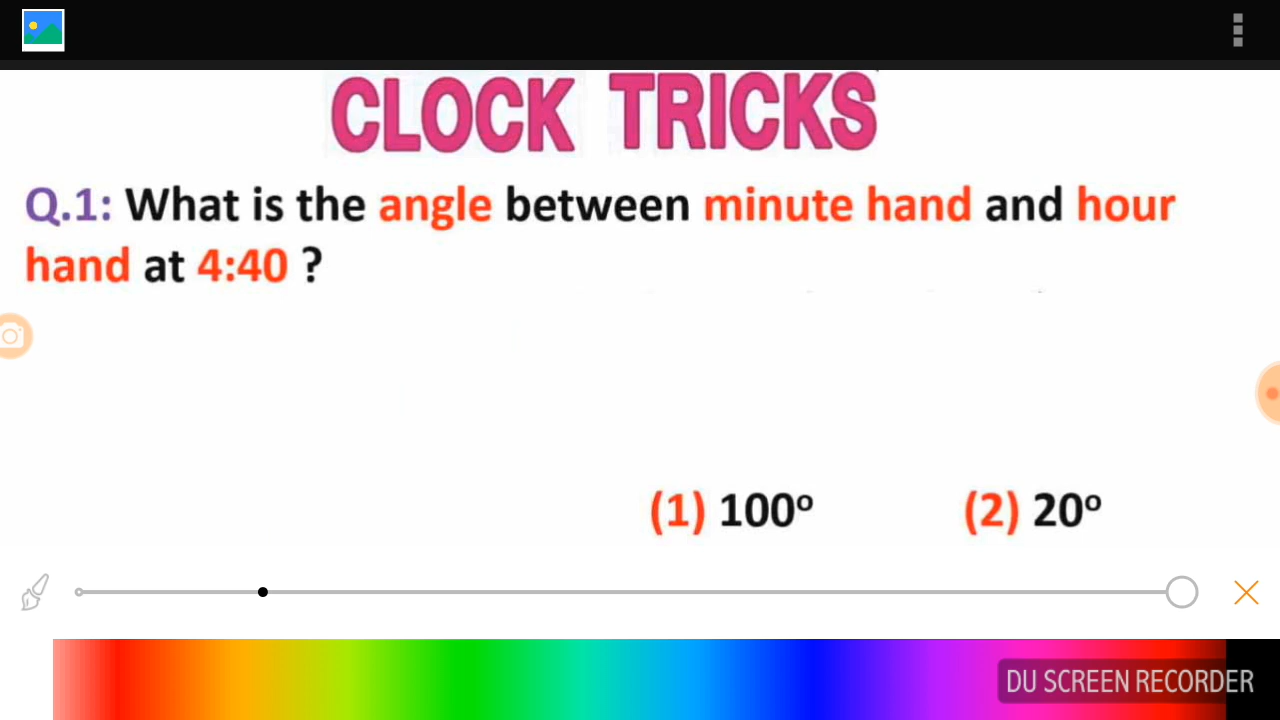 CLOCK TRICKS
Q.1: What is the angle between minute hand and hour
hand at 4:40 ?
(1) 100º (2) 20º
DU SCREEN RECORDER